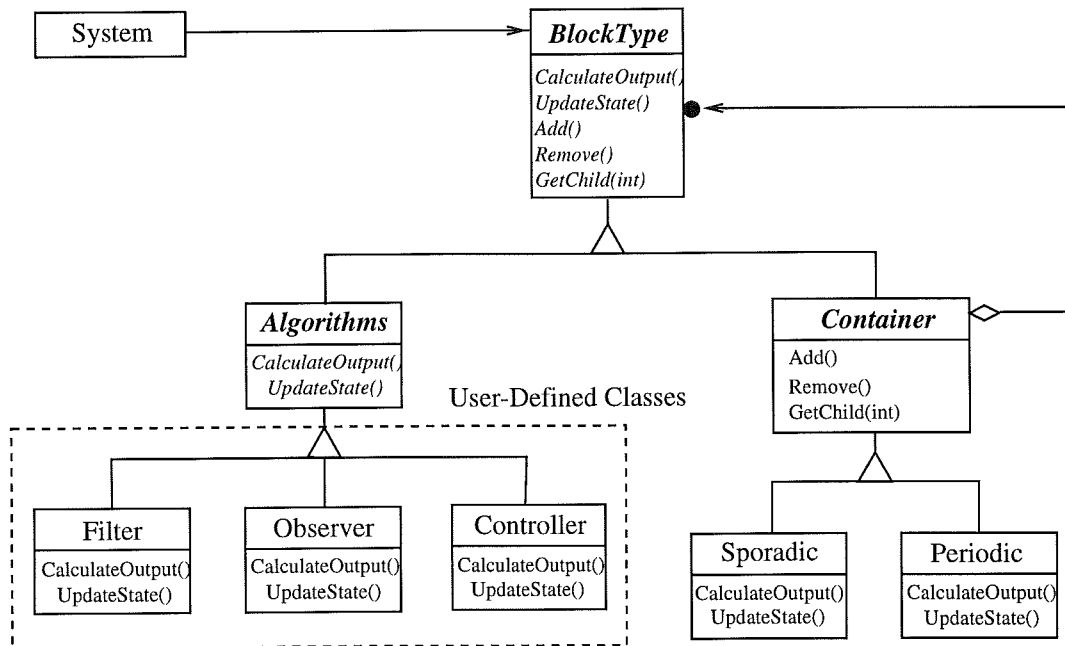 System
BlockType
CalculateOutput()
UpdateState()
Add()
Remove()
GetChild(int)
Algorithms
CalculateOutput()
UpdateState()
Container
Add()
Remove()
GetChild(int)
User-Defined Classes
Filter
CalculateOutput()
UpdateState()
Observer
CalculateOutput()
UpdateState()
Controller
CalculateOutput()
UpdateState()
Sporadic
CalculateOutput()
UpdateState()
Periodic
CalculateOutput()
UpdateState()